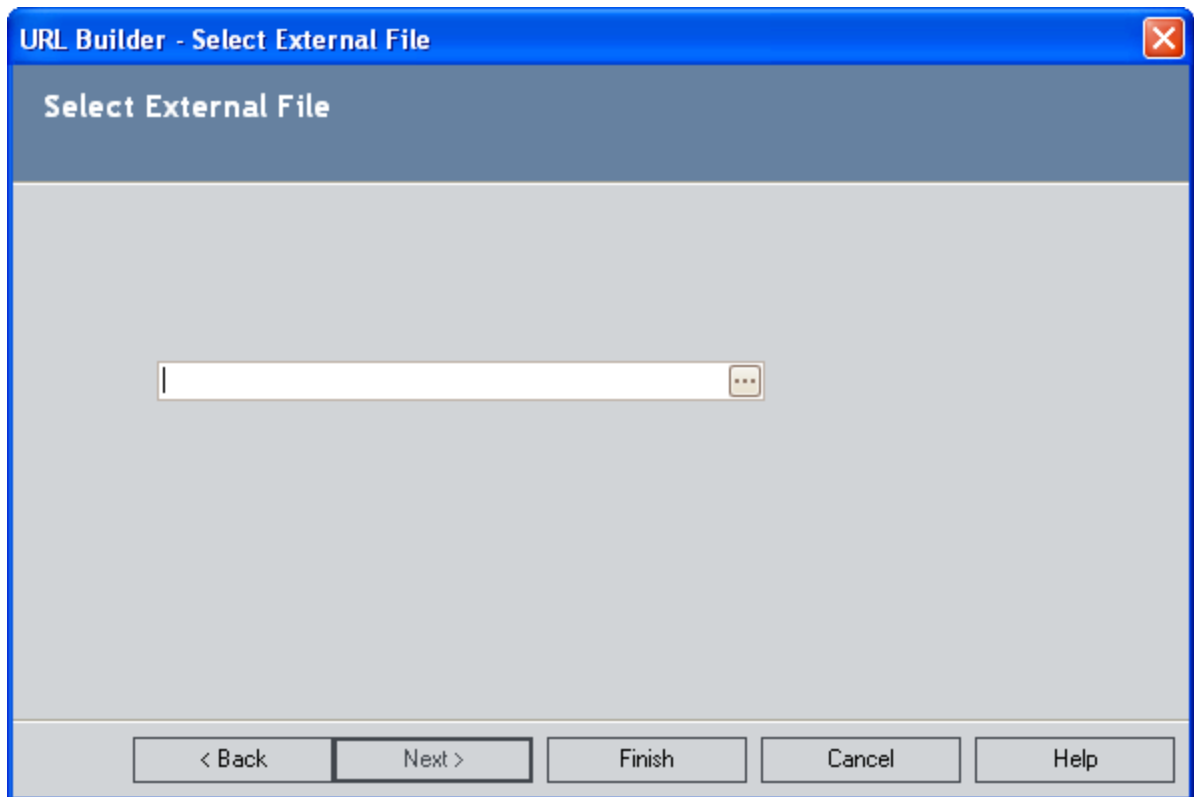 URL Builder - Select External File
Select External File
...
< Back Next > Finish Cancel Help